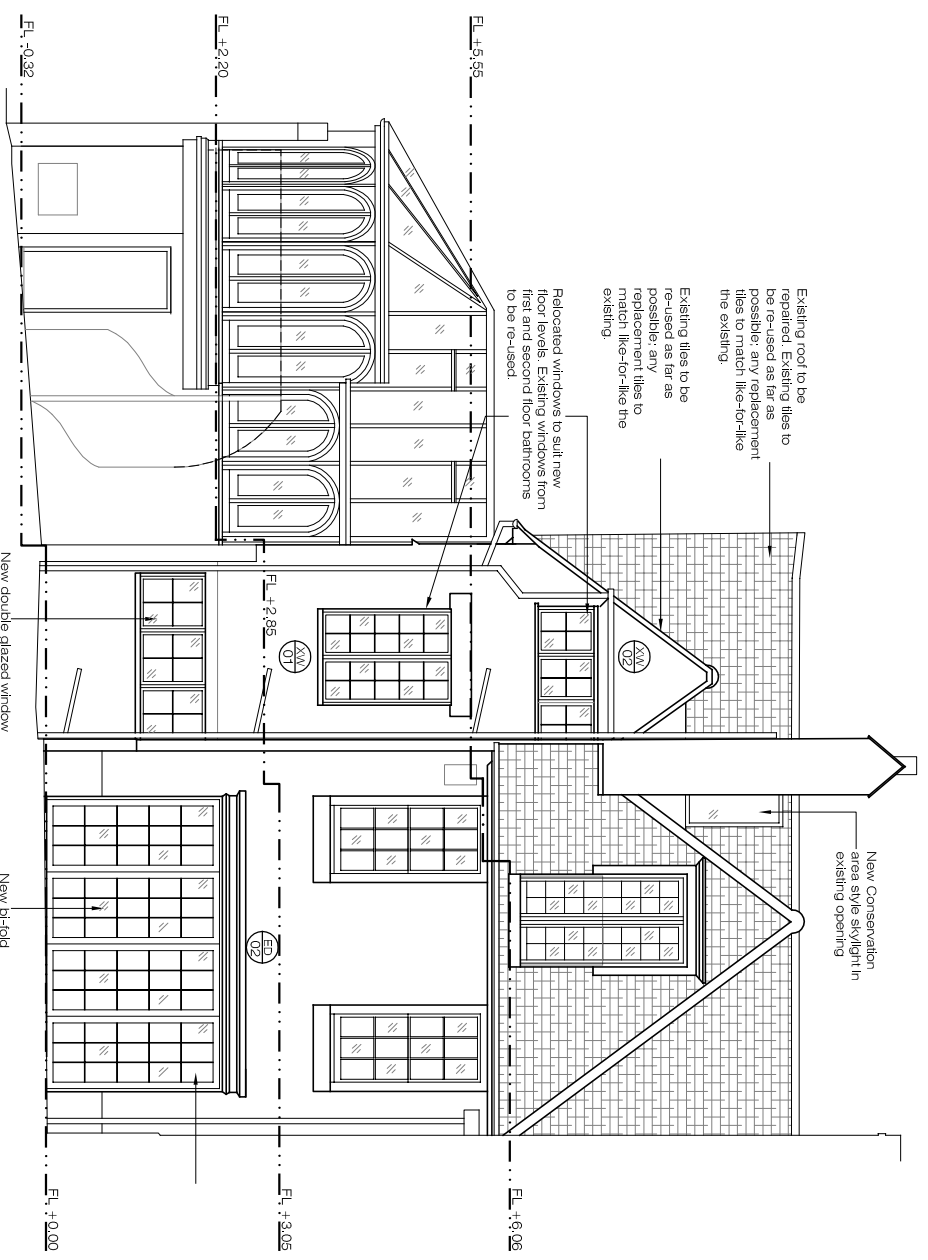 Existing roof to be
repaired. Existing tiles to
be re-used as far as
possible; any replacement
tiles to match like-for-like
the existing.
Existing tiles to be
re-used as far as
possible; any
replacement tiles to
match like-for-like the
existing.
Relocated windows to suit new
floor levels. Existing windows from
first and second floor bathrooms
to be re-used.
New Conservation
area style skylight in
existing opening
FL +5.55
FL +2.20
FL -0.32
FL +2.85
XW
02
XW
01
ED
02
FL +6.06
FL +3.05
FL +0.00
New double glazed window
New bi-fold